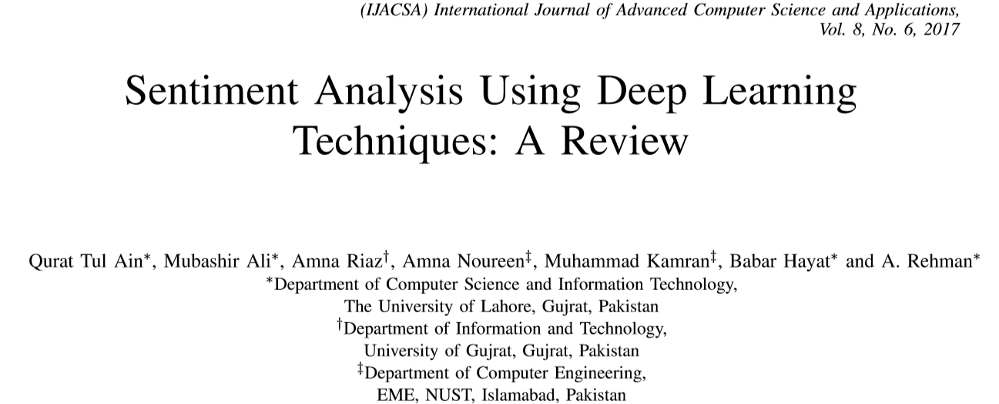 (IJACSA) International Journal of Advanced Computer Science and Applications,
Vol. 8, No. 6, 2017
Sentiment Analysis Using Deep Learning
Techniques: A Review
Qurat Tul Ain*, Mubashir Ali*, Amna Riaz†, Amna Noureen‡, Muhammad Kamran‡, Babar Hayat* and A. Rehman*
*Department of Computer Science and Information Technology,
The University of Lahore, Gujrat, Pakistan
†Department of Information and Technology,
University of Gujrat, Gujrat, Pakistan
‡Department of Computer Engineering,
EME, NUST, Islamabad, Pakistan